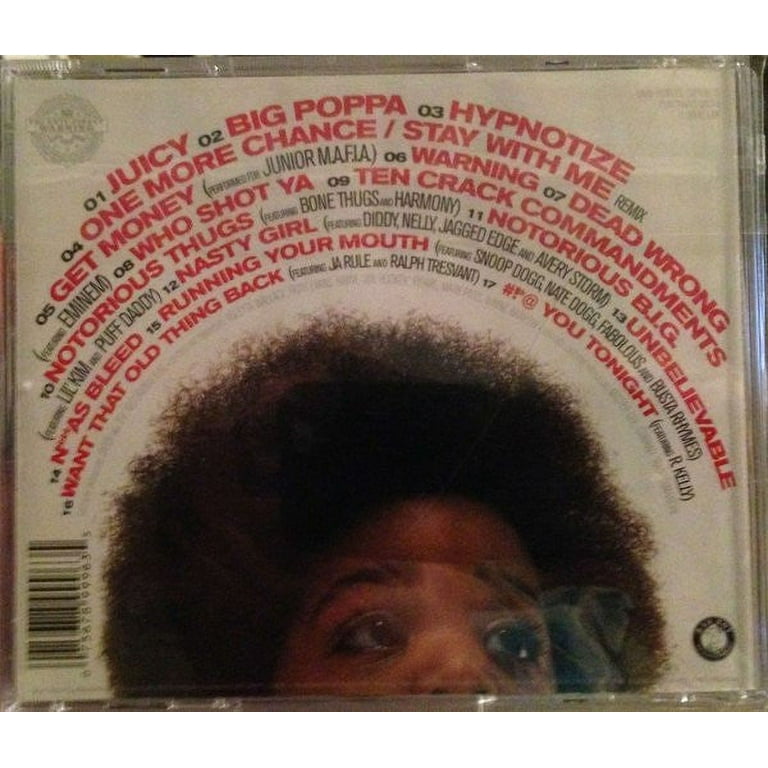 01 JUICY 02 BIG POPPA 03 HYPNOTIZE
04 ONE MORE CHANCE / STAY WITH ME REMIX
05 GET MONEY (PERFORMED FOR JUNIOR M.A.F.I.A.) 06 WARNING 07 DEAD WRONG
(FEATURING EMINEM) 08 WHO SHOT YA 09 TEN CRACK COMMANDMENTS
10 NOTORIOUS THUGS (FEATURING BONE THUGS AND HARMONY) 11 NOTORIOUS B.I.G.
(FEATURING LIL' KIM AND PUFF DADDY) 12 NASTY GIRL (FEATURING DIDDY, NELLY, JAGGED EDGE AND AVERY STORM) 13 UNBELIEVABLE
14 N***AS BLEED 15 RUNNING YOUR MOUTH (FEATURING SNOOP DOGG, NATE DOGG, FABOLOUS AND BUSTA RHYMES)
16 WANT THAT OLD THING BACK (FEATURING JA RULE AND RALPH TRESVANT) 17 #!*@ YOU TONIGHT (FEATURING R. KELLY)
WARNING